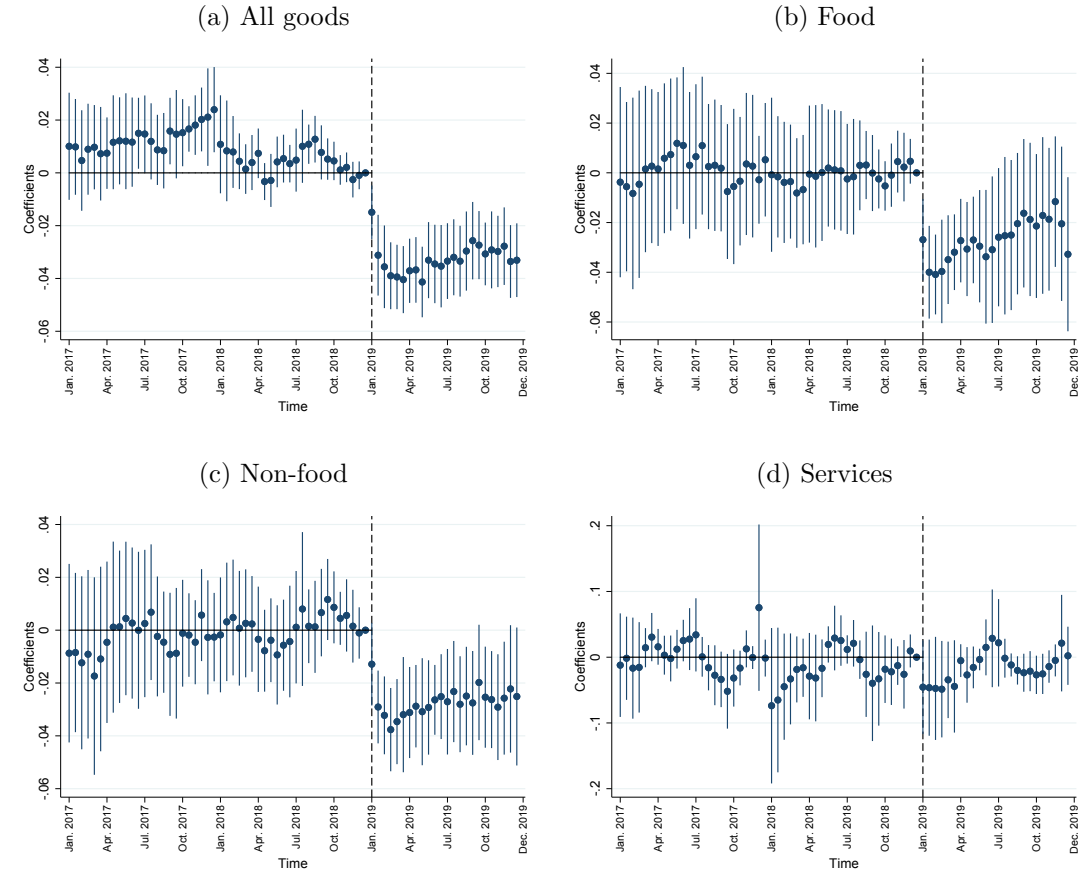 (a) All goods
.04
.02
0
-.02
-.04
-.06
Coefficients
Jan. 2017
Apr. 2017
Jul. 2017
Oct. 2017
Jan. 2018
Apr. 2018
Jul. 2018
Oct. 2018
Jan. 2019
Apr. 2019
Jul. 2019
Oct. 2019
Dec. 2019
Time
(b) Food
.04
.02
0
-.02
-.04
-.06
Coefficients
Jan. 2017
Apr. 2017
Jul. 2017
Oct. 2017
Jan. 2018
Apr. 2018
Jul. 2018
Oct. 2018
Jan. 2019
Apr. 2019
Jul. 2019
Oct. 2019
Dec. 2019
Time
(c) Non-food
.04
.02
0
-.02
-.04
-.06
Coefficients
Jan. 2017
Apr. 2017
Jul. 2017
Oct. 2017
Jan. 2018
Apr. 2018
Jul. 2018
Oct. 2018
Jan. 2019
Apr. 2019
Jul. 2019
Oct. 2019
Dec. 2019
Time
(d) Services
.2
.1
0
-.1
-.2
Coefficients
Jan. 2017
Apr. 2017
Jul. 2017
Oct. 2017
Jan. 2018
Apr. 2018
Jul. 2018
Oct. 2018
Jan. 2019
Apr. 2019
Jul. 2019
Oct. 2019
Dec. 2019
Time